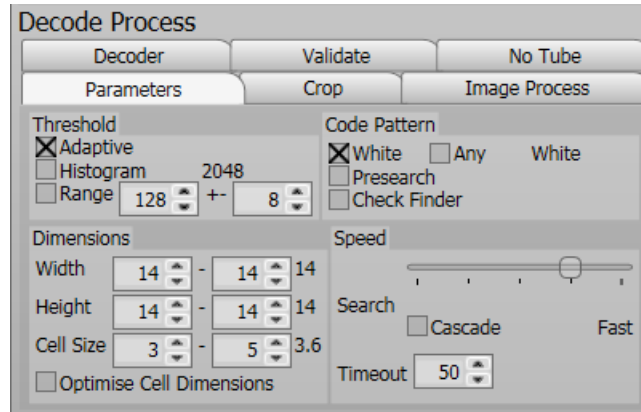 Decode Process
Decoder Validate No Tube
Parameters Crop Image Process
Threshold
Adaptive
Histogram 2048
Range 128 +- 8
Code Pattern
White Any White
Presearch
Check Finder
Dimensions
Width 14 - 14 14
Height 14 - 14 14
Cell Size 3 - 5 3.6
Optimise Cell Dimensions
Speed
Search
Cascade Fast
Timeout 50